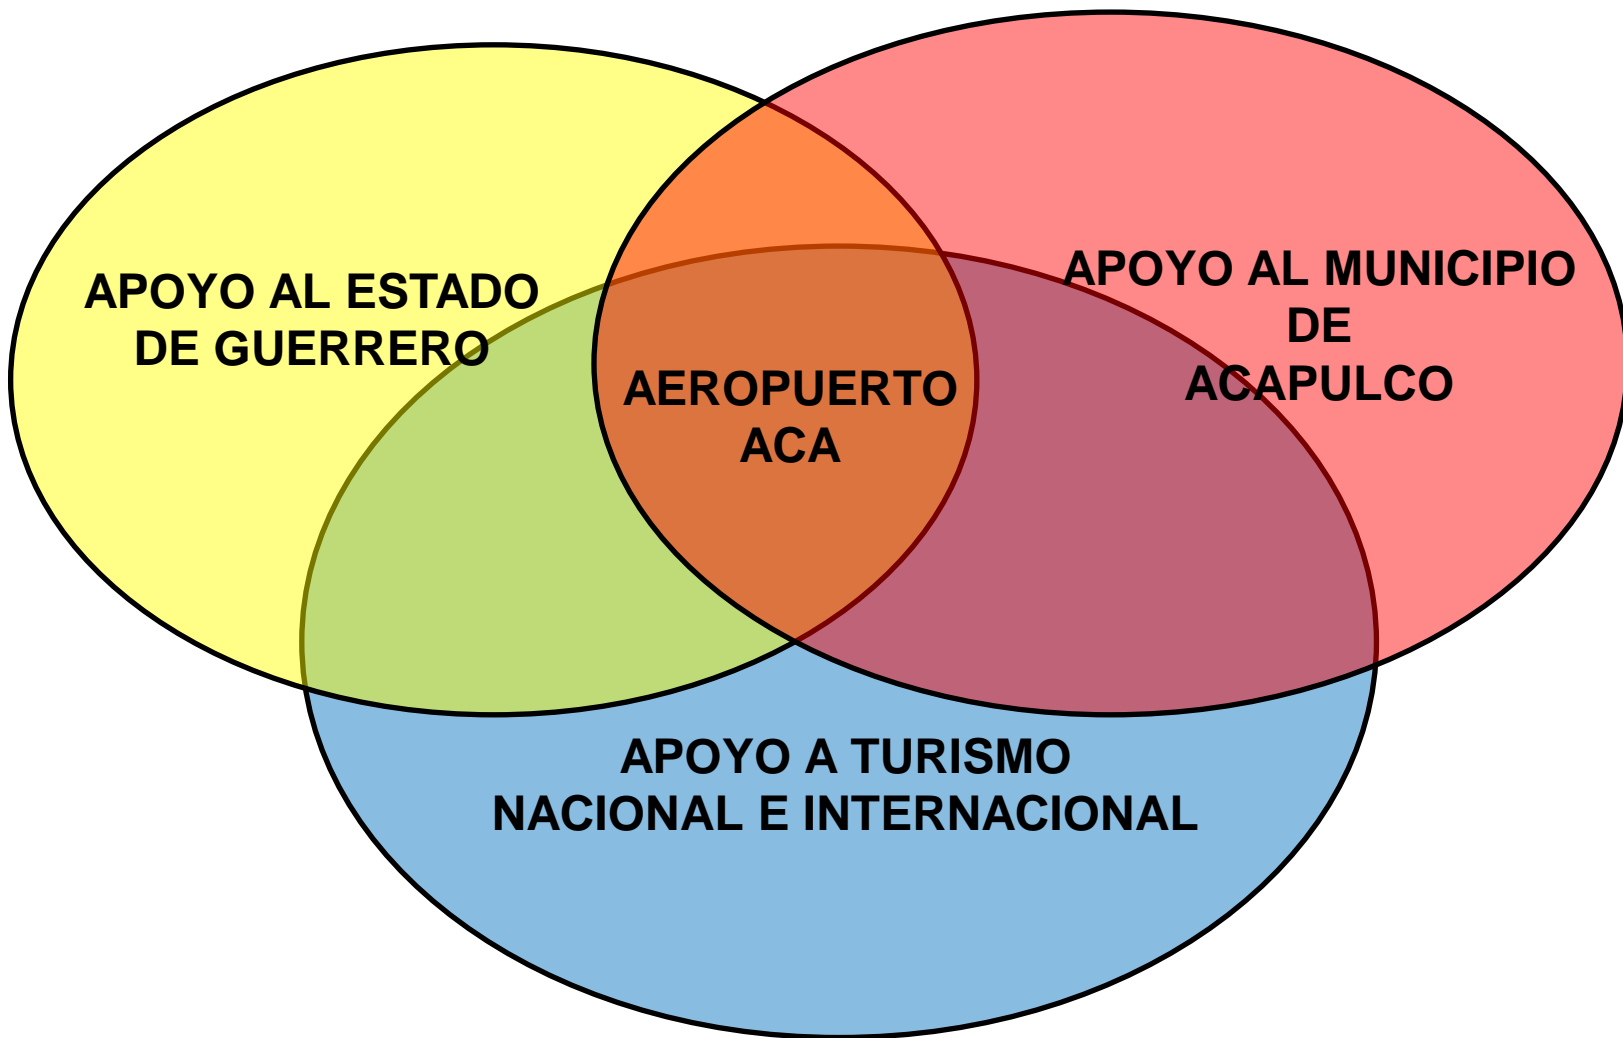 APOYO AL ESTADO
DE GUERRERO
APOYO AL MUNICIPIO
DE
ACAPULCO
AEROPUERTO
ACA
APOYO A TURISMO
NACIONAL E INTERNACIONAL